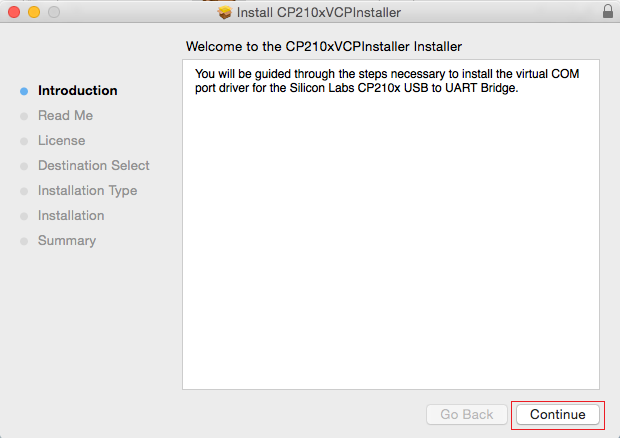 Install CP210xVCPInstaller
Welcome to the CP210xVCPInstaller Installer
Introduction
Read Me
License
Destination Select
Installation Type
Installation
Summary
You will be guided through the steps necessary to install the virtual COM
port driver for the Silicon Labs CP210x USB to UART Bridge.
Go Back
Continue